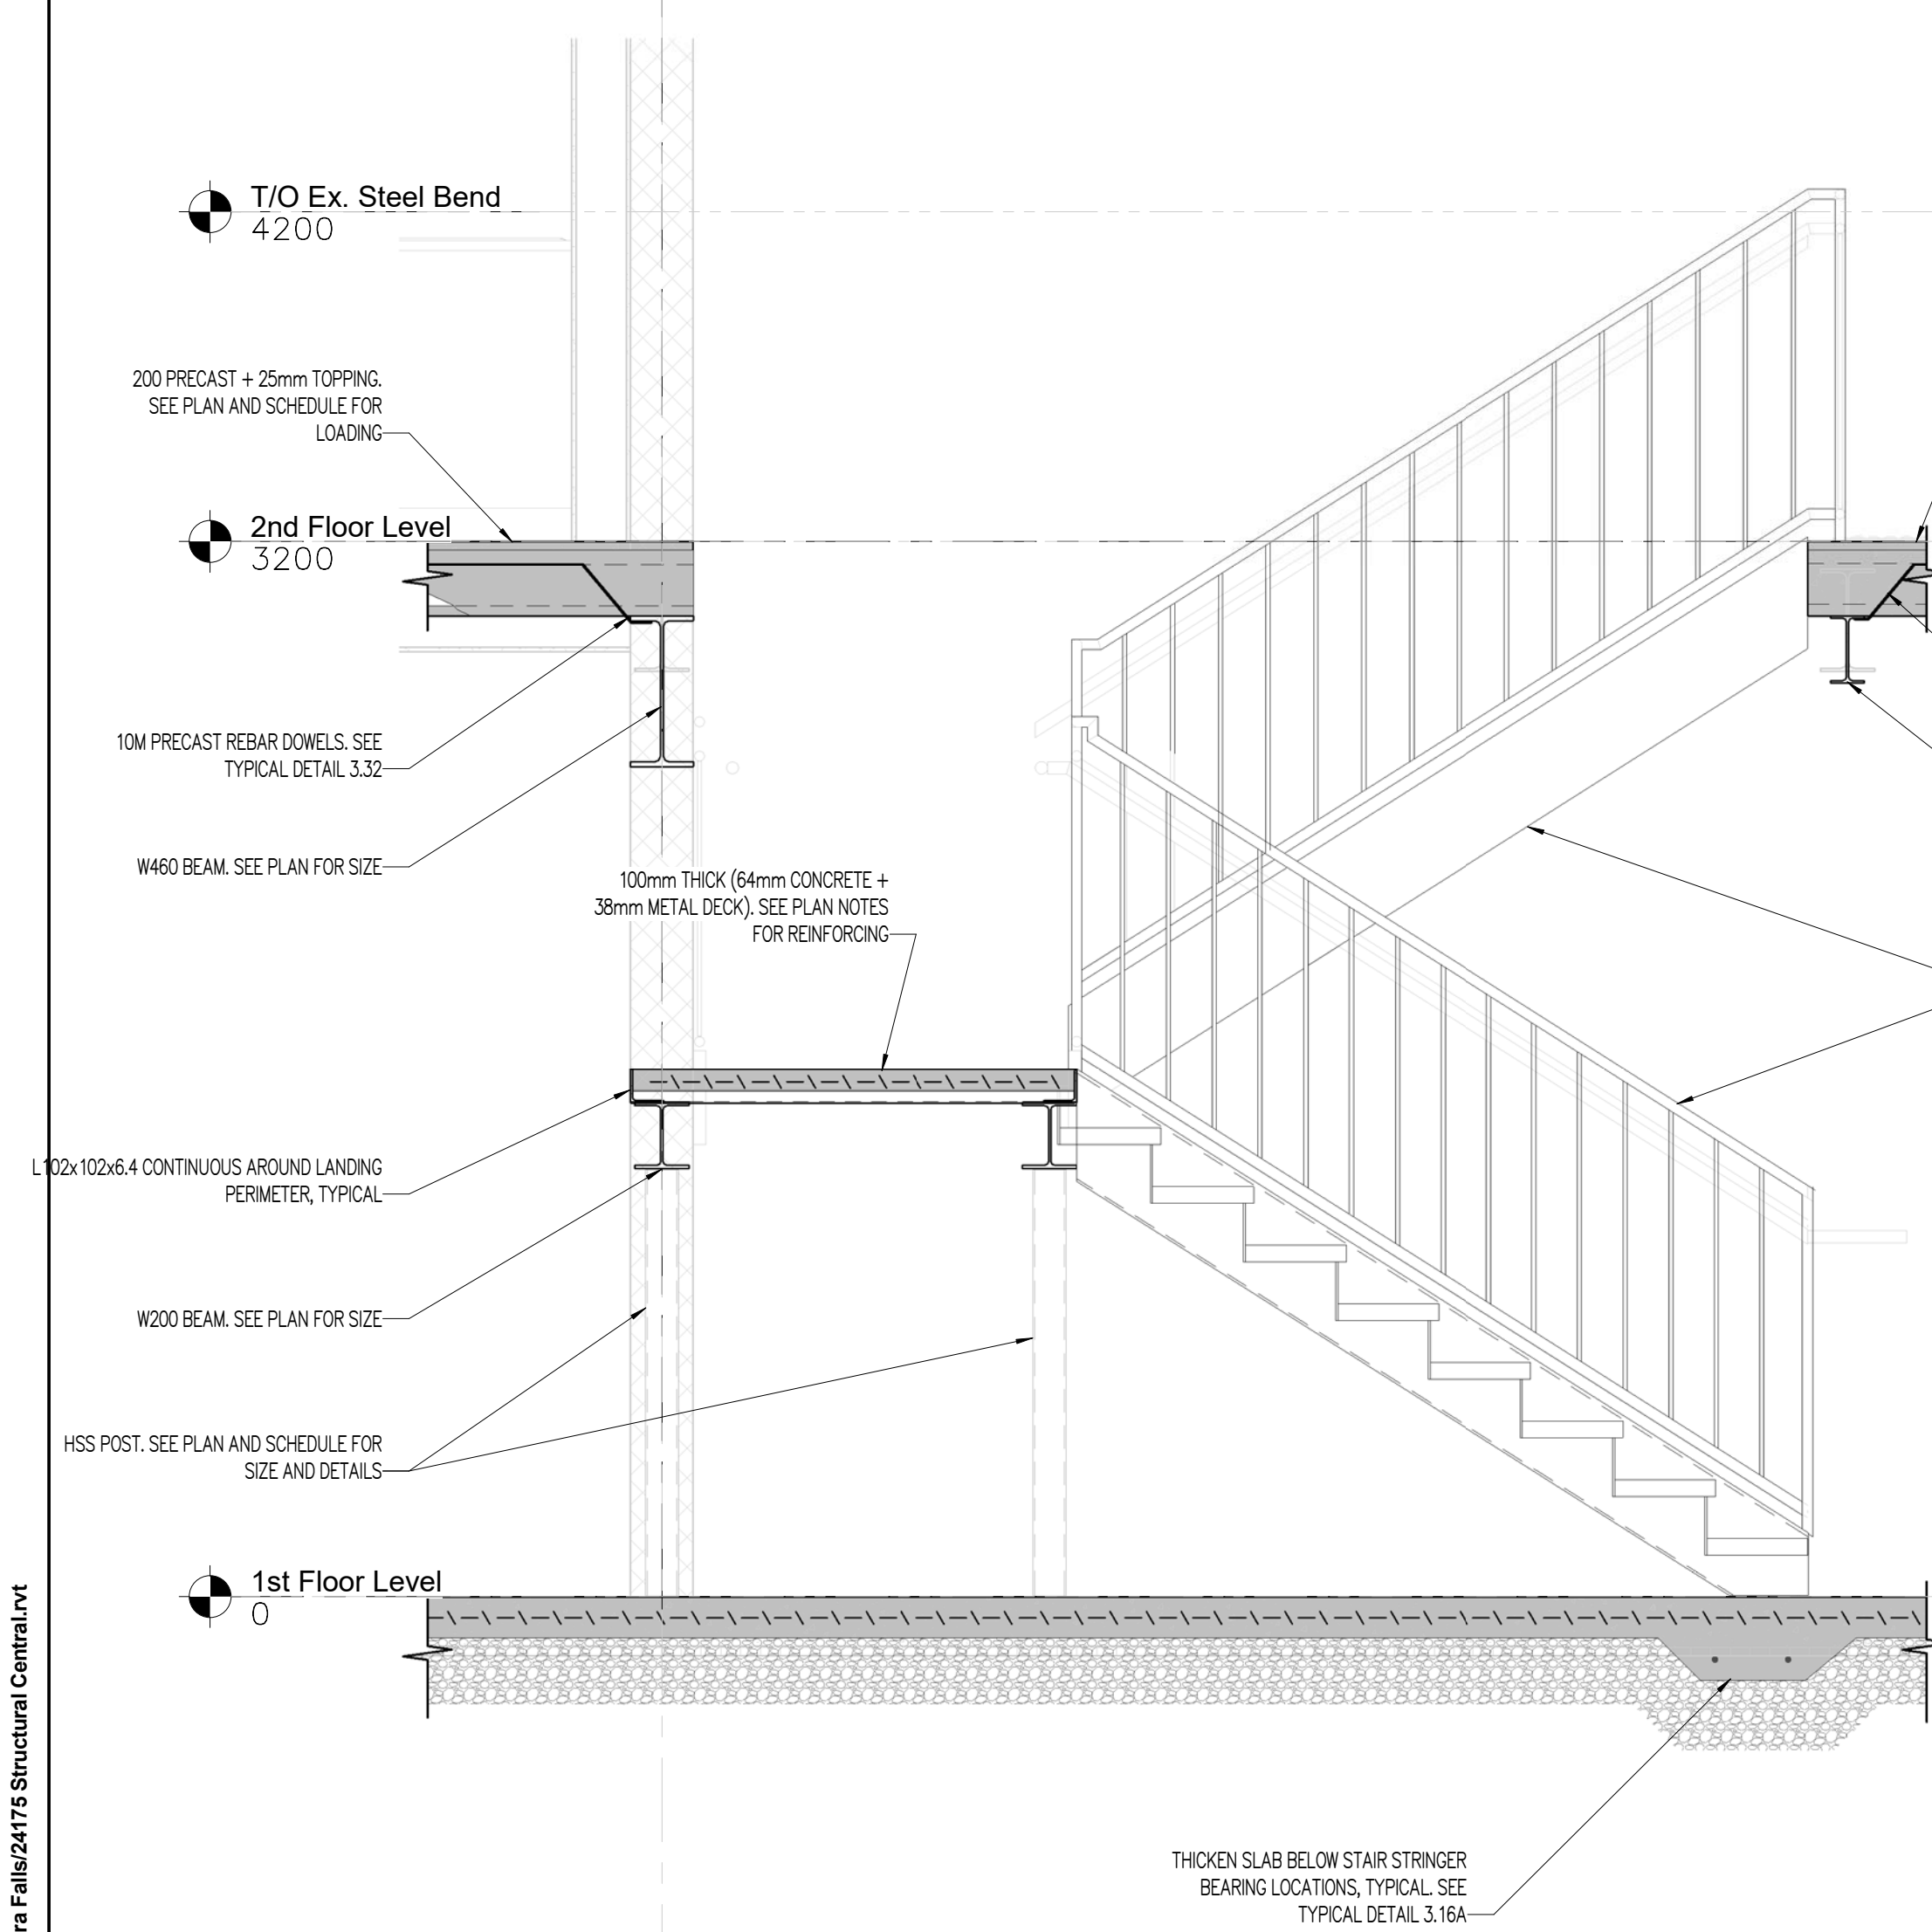 T/O Ex. Steel Bend
4200
200 PRECAST + 25mm TOPPING.
SEE PLAN AND SCHEDULE FOR
LOADING
2nd Floor Level
3200
10M PRECAST REBAR DOWELS. SEE
TYPICAL DETAIL 3.32
W460 BEAM. SEE PLAN FOR SIZE
100mm THICK (64mm CONCRETE +
38mm METAL DECK). SEE PLAN NOTES
FOR REINFORCING
L102x102x6.4 CONTINUOUS AROUND LANDING
PERIMETER, TYPICAL
W200 BEAM. SEE PLAN FOR SIZE
HSS POST. SEE PLAN AND SCHEDULE FOR
SIZE AND DETAILS
1st Floor Level
0
THICKEN SLAB BELOW STAIR STRINGER
BEARING LOCATIONS, TYPICAL. SEE
TYPICAL DETAIL 3.16A
ra Falls/24175 Structural Central.rvt